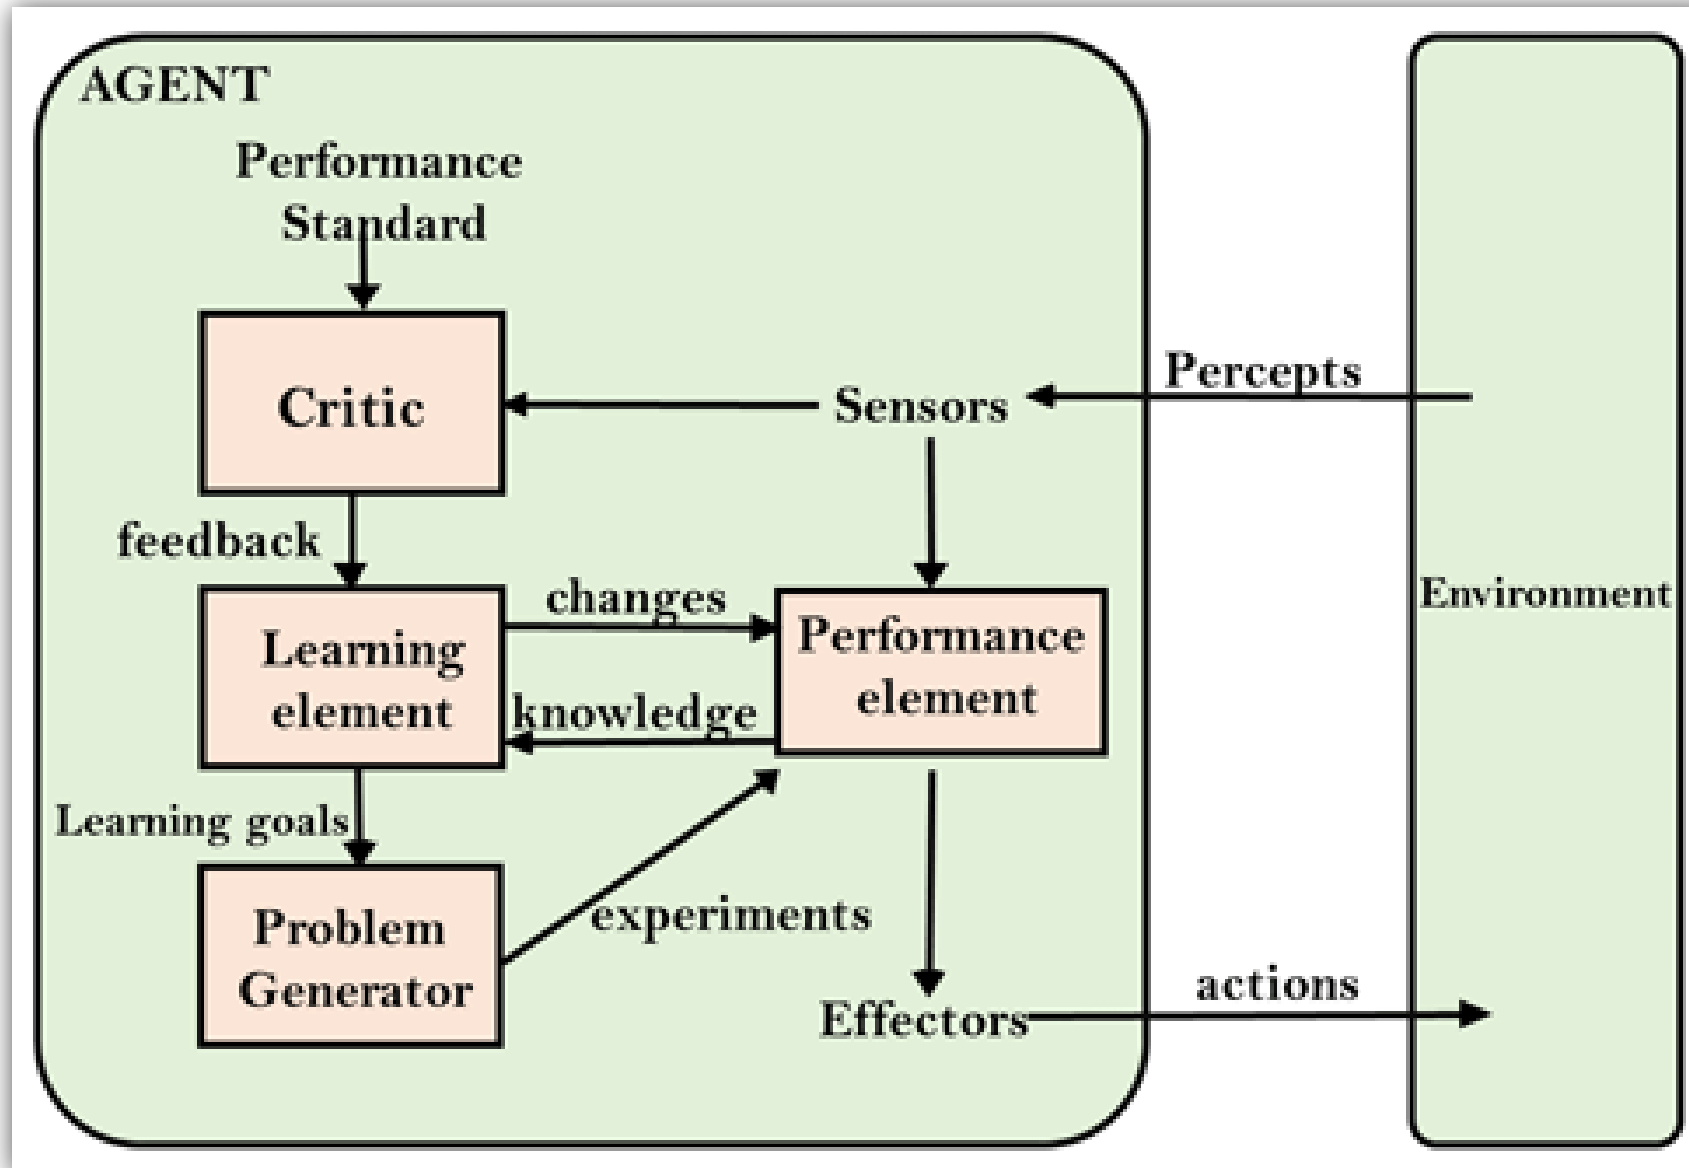 AGENT
Performance
Standard
Critic
Sensors
Percepts
feedback
changes
Learning
element
Performance
element
knowledge
Environment
Learning goals
Problem
Generator
experiments
Effectors
actions